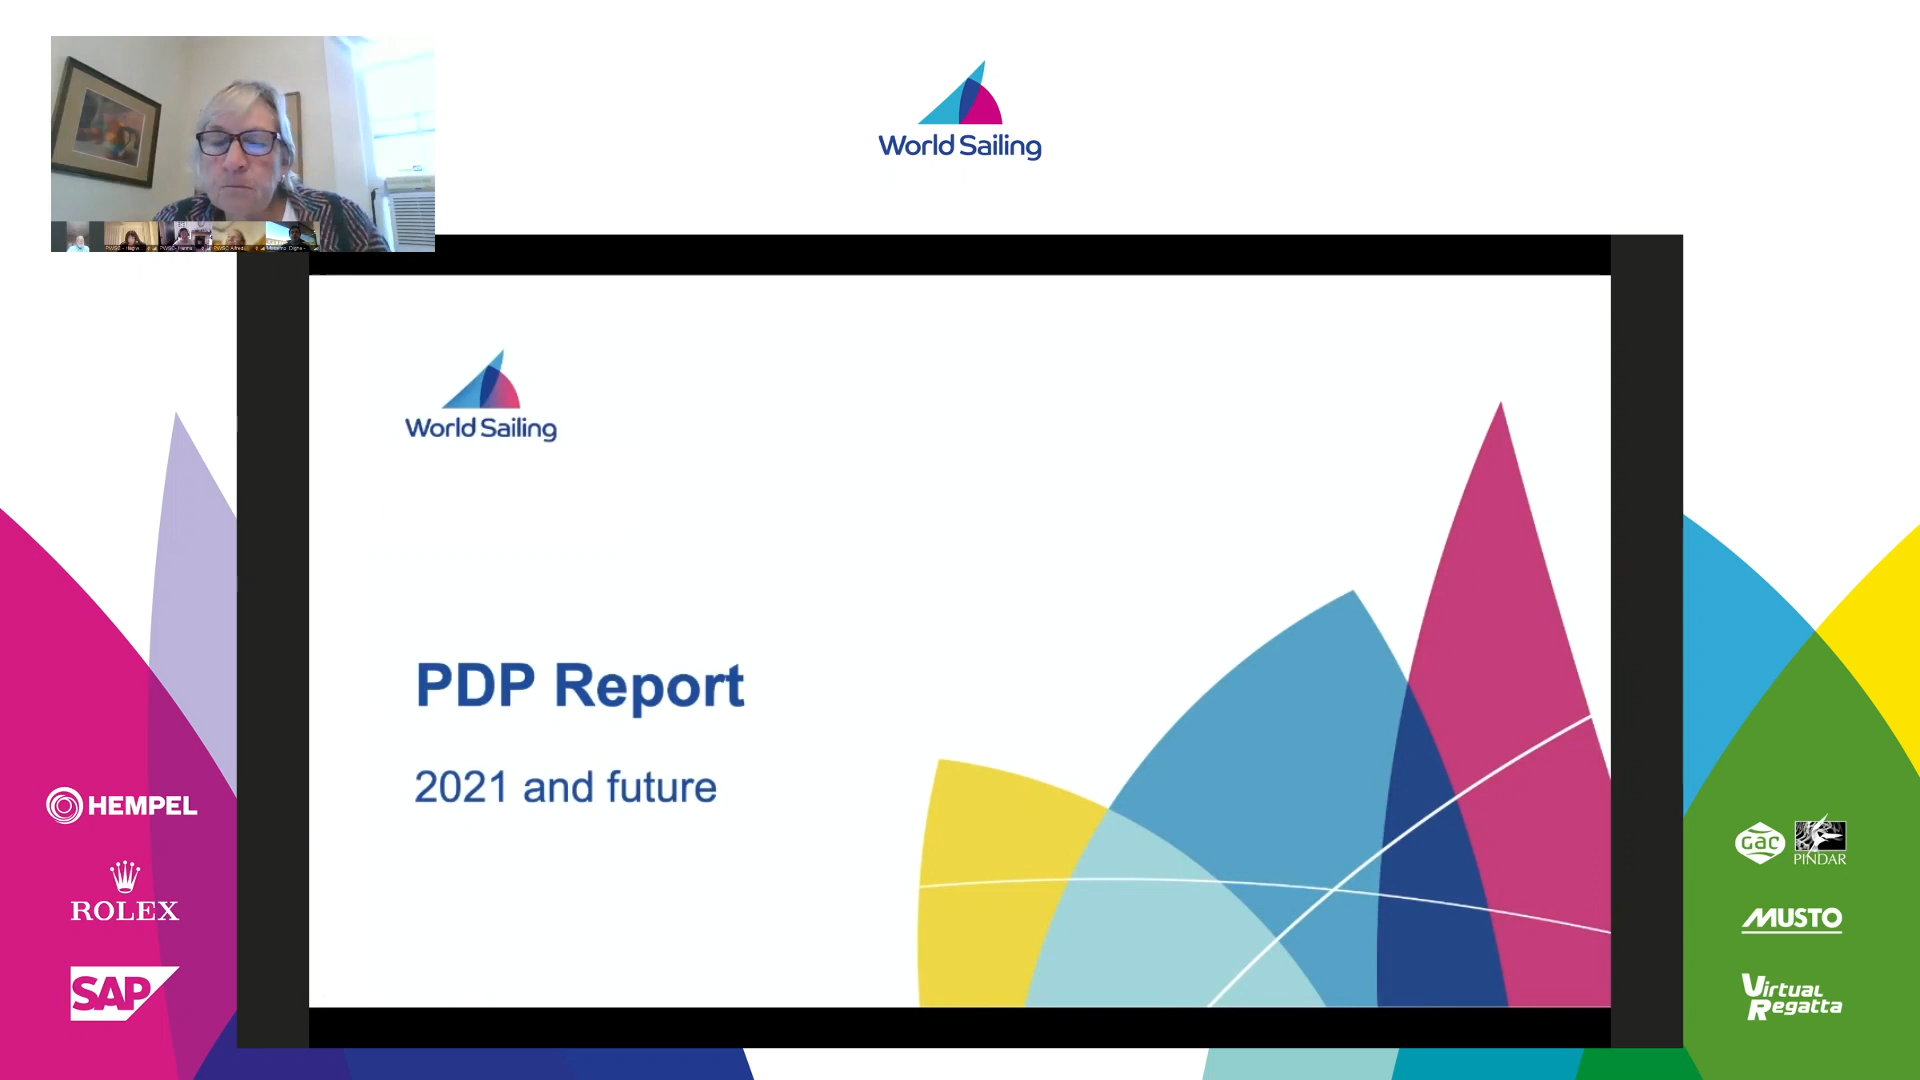 World Sailing
World Sailing
PDP Report
2021 and future
HEMPEL
ROLEX
SAP
GAC
PINDAR
MUSTO
Virtual
Regatta